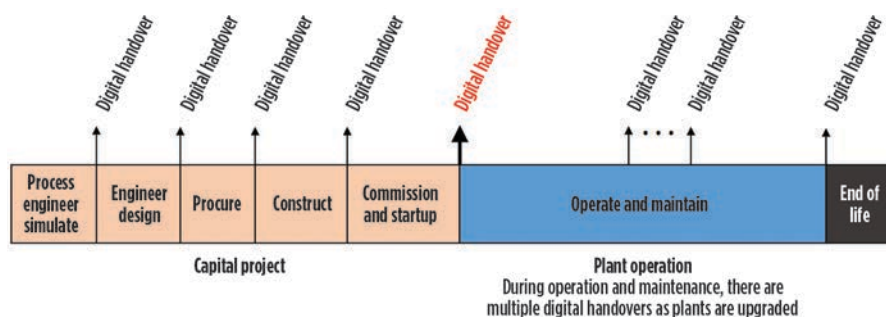 Digital handover
Digital handover
Digital handover
Digital handover
Digital handover
Digital handover
Digital handover
Digital handover
Process
engineer
simulate
Engineer
design
Procure
Construct
Commission
and startup
Operate and maintain
End of
life
Capital project
Plant operation
During operation and maintenance, there are
multiple digital handovers as plants are upgraded